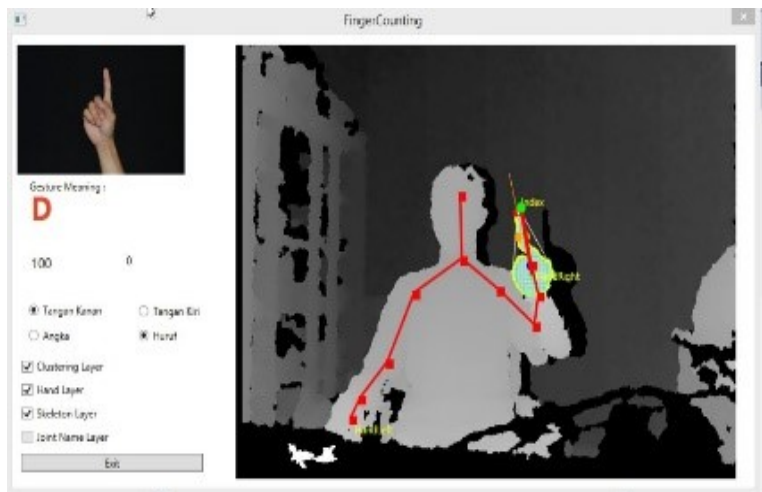 FingerCounting
Gesture Meaning :
D
100 0
Tangan Kanan Tangan Kiri
Angka Huruf
Clustering Layer
Hand Layer
Skeleton Layer
Joint Name Layer
Exit
Index